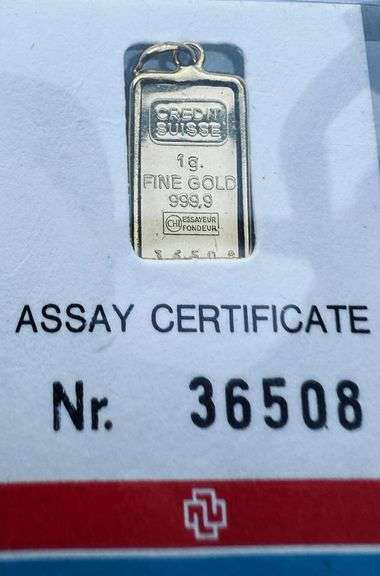 CREDIT
SUISSE
1g.
FINE GOLD
999,9
CHI ESSAYEUR
FONDEUR
ASSAY CERTIFICATE
Nr. 36508